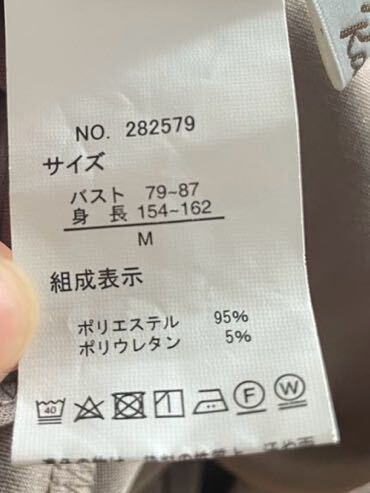 NO. 282579
サイズ
バスト 79~87
身 長 154~162
M
組成表示
ポリエステル 95%
ポリウレタン 5%
40 F W